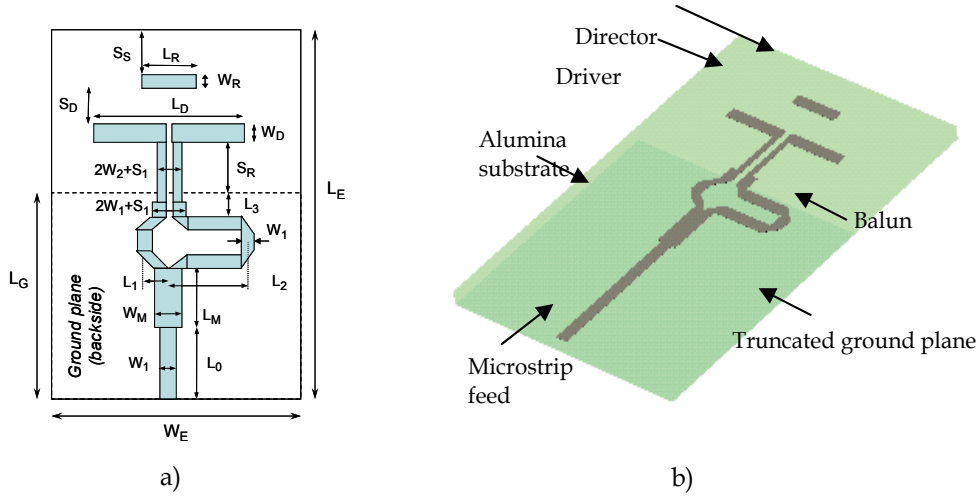 S_S
L_R
W_R
S_D
L_D
W_D
2W_2+S_1
S_R
L_E
2W_1+S_1
L_3
W_1
L_G
L_1
L_2
W_M
L_M
Ground plane
(backside)
W_1
L_0
W_E
a)
Director
Driver
Alumina
substrate
Balun
Truncated ground plane
Microstrip
feed
b)